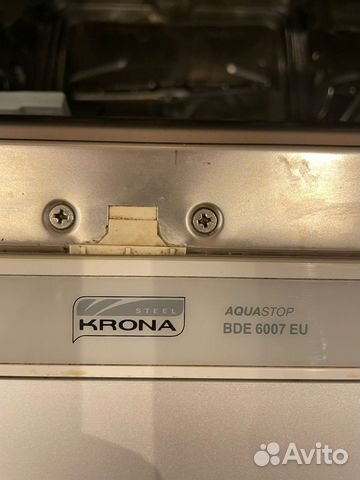 STEEL
KRONA
AQUASTOP
BDE 6007 EU
Avito